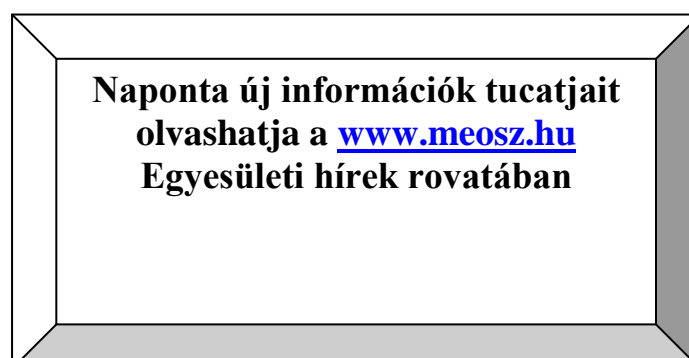 Naponta új információk tucatjait
olvashatja a www.meosz.hu
Egyesületi hírek rovatában